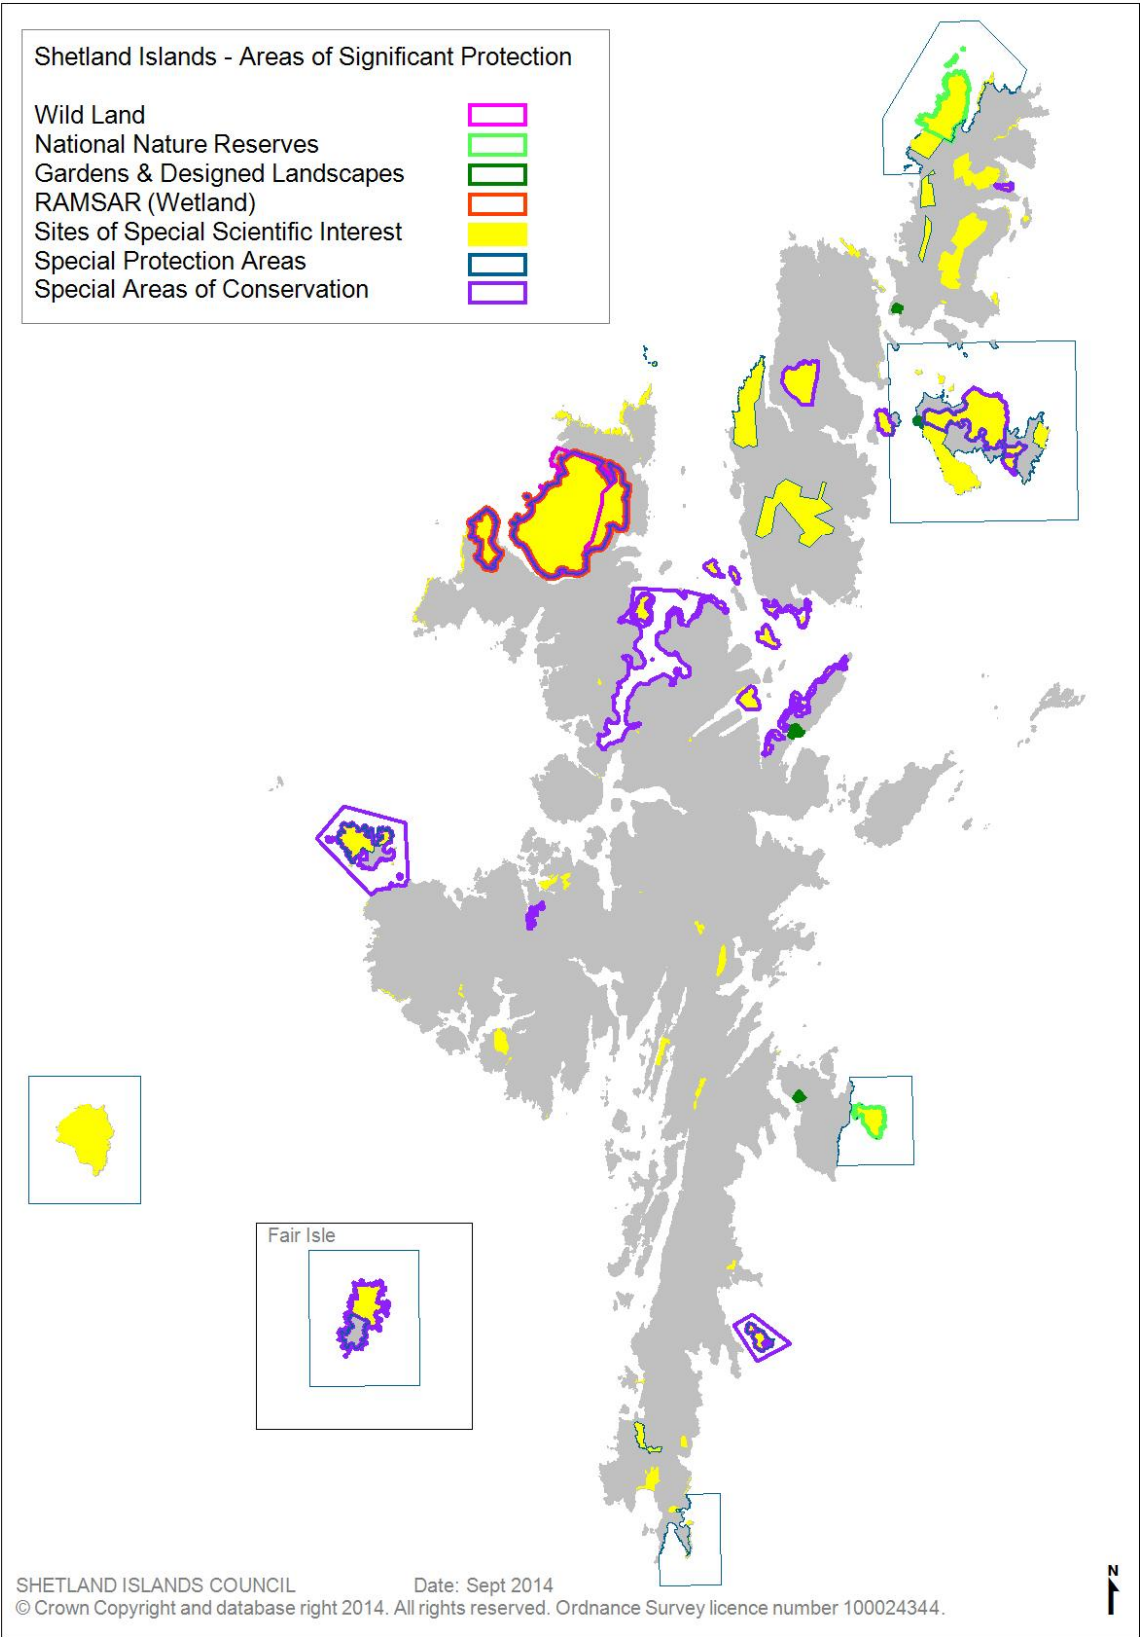 Shetland Islands - Areas of Significant Protection
Wild Land
National Nature Reserves
Gardens & Designed Landscapes
RAMSAR (Wetland)
Sites of Special Scientific Interest
Special Protection Areas
Special Areas of Conservation
Fair Isle
SHETLAND ISLANDS COUNCIL Date: Sept 2014
© Crown Copyright and database right 2014. All rights reserved. Ordnance Survey licence number 100024344.
N